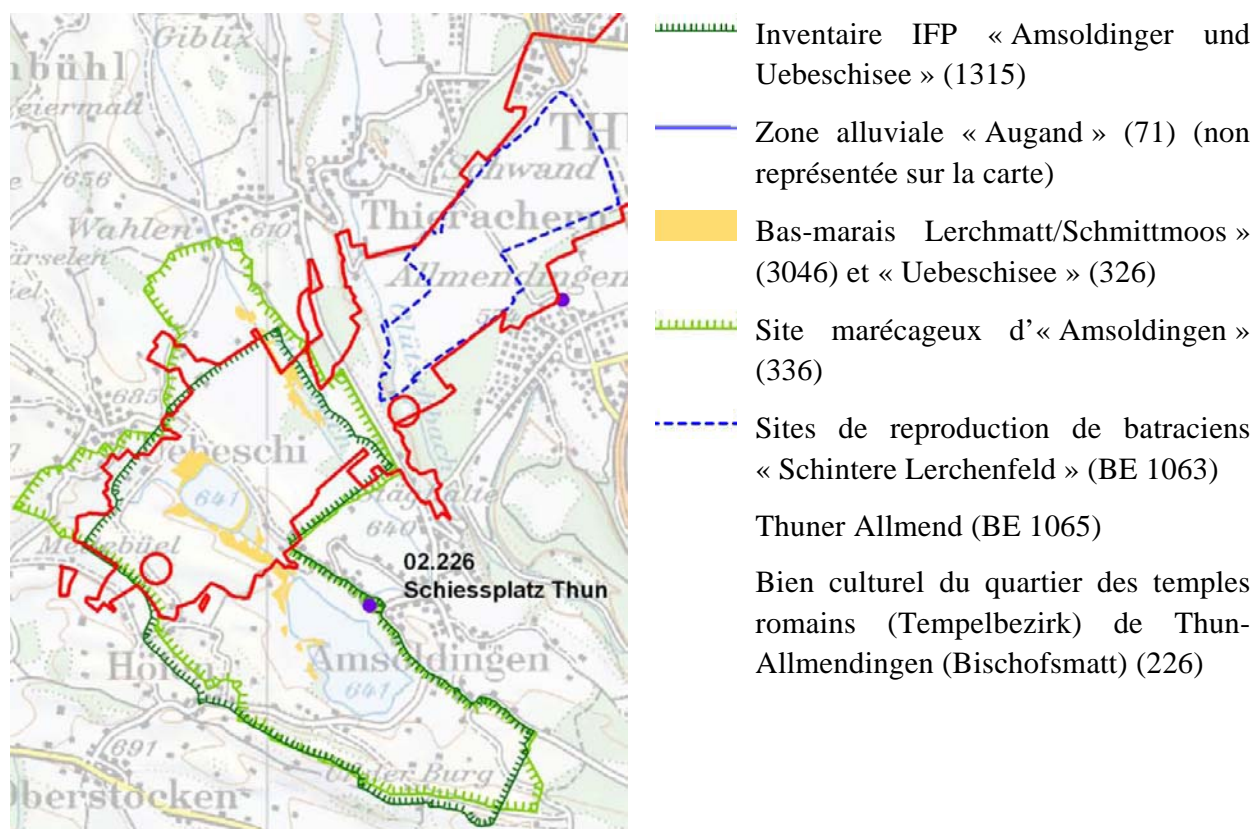 Giblix
Wahlen
656
610
Schwand
Thierachern
Allmendingen
685
641
640
02.226
Schiessplatz Thun
Amsoldingen
641
691
Inventaire IFP « Amsoldinger und
Uebeschisee » (1315)
Zone alluviale « Augand » (71) (non
représentée sur la carte)
Bas-marais Lerchmatt/Schmittmoos »
(3046) et « Uebeschisee » (326)
Site marécageux d'« Amsoldingen »
(336)
Sites de reproduction de batraciens
« Schintere Lerchenfeld » (BE 1063)
Thuner Allmend (BE 1065)
Bien culturel du quartier des temples
romains (Tempelbezirk) de Thun-
Allmendingen (Bischofsmatt) (226)